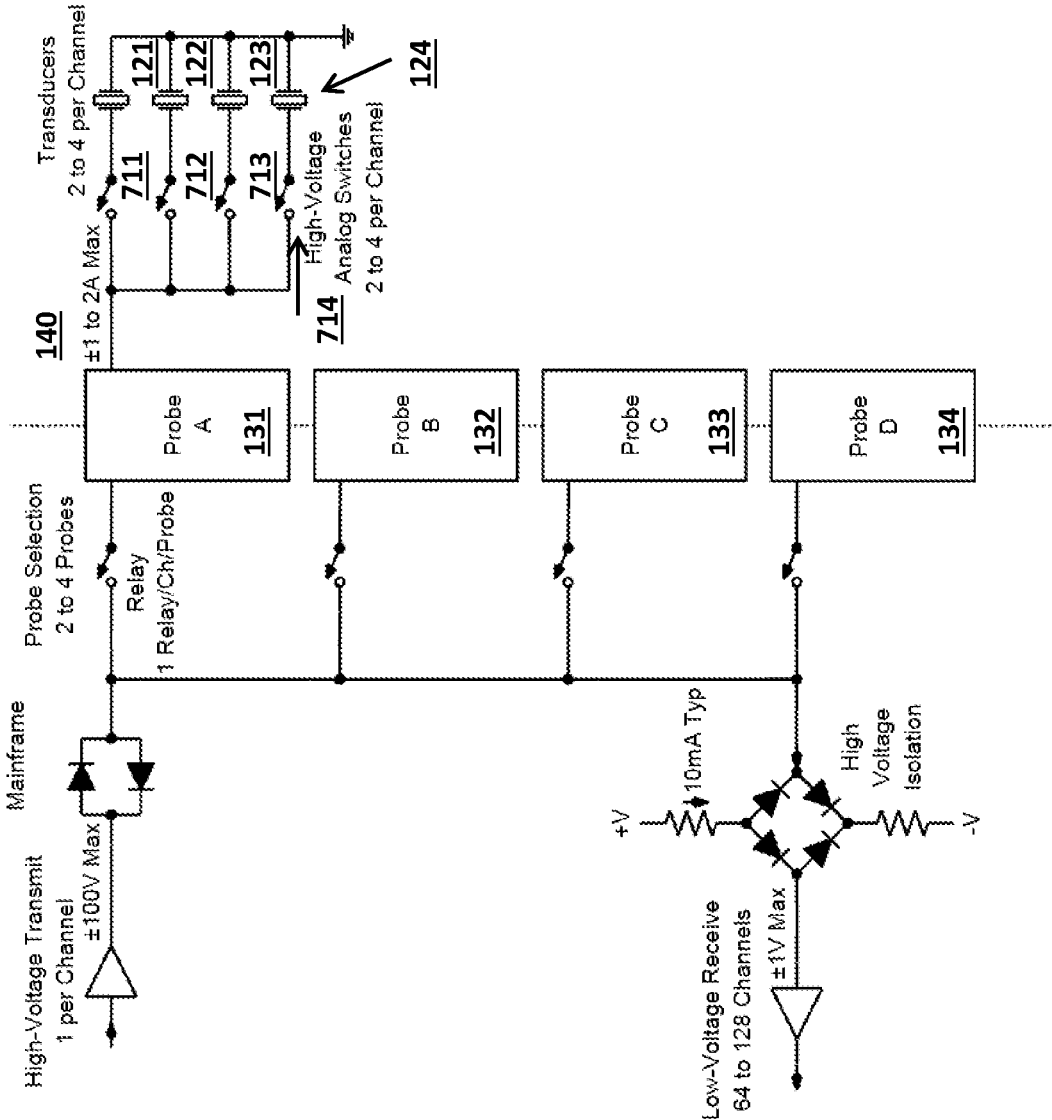 High-Voltage Transmit
1 per Channel
±100V Max
Mainframe
Probe Selection
2 to 4 Probes
Relay
1 Relay/Ch/Probe
140
±1 to 2A Max
Transducers
2 to 4 per Channel
711
121
712
122
713
123
714
High-Voltage
Analog Switches
2 to 4 per Channel
124
Probe
A
131
Probe
B
132
Probe
C
133
Probe
D
134
+V
10mA Typ
High
Voltage
Isolation
-V
Low-Voltage Receive
64 to 128 Channels
±1V Max